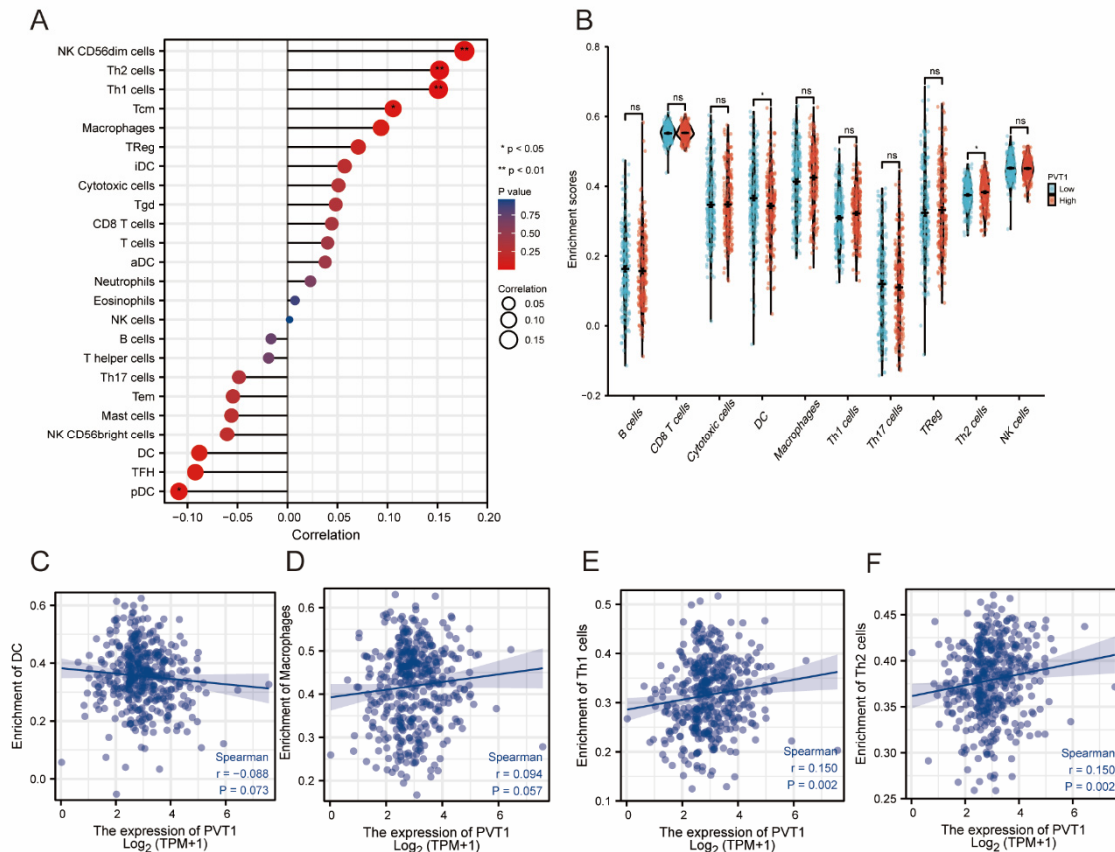 A
NK CD56dim cells
Th2 cells
Th1 cells
Tcm
Macrophages
TReg
iDC
Cytotoxic cells
Tgd
CD8 T cells
T cells
aDC
Neutrophils
Eosinophils
NK cells
B cells
T helper cells
Th17 cells
Tem
Mast cells
NK CD56bright cells
DC
TFH
pDC
**
**
**
*
*
−0.10
−0.05
0.00
0.05
0.10
0.15
0.20
Correlation
* p < 0.05
** p < 0.01
P value
0.75
0.50
0.25
Correlation
0.05
0.10
0.15
B
Enrichment scores
0.8
0.6
0.4
0.2
0.0
−0.2
ns
ns
ns
*
ns
ns
ns
ns
*
ns
B cells
CD8 T cells
Cytotoxic cells
DC
Macrophages
Th1 cells
Th17 cells
TReg
Th2 cells
NK cells
PVT1
Low
High
C
Enrichment of DC
0.6
0.4
0.2
0.0
Spearman
r = −0.088
P = 0.073
0
2
4
6
The expression of PVT1
Log2 (TPM+1)
D
Enrichment of Macrophages
0.6
0.5
0.4
0.3
0.2
Spearman
r = 0.094
P = 0.057
0
2
4
6
The expression of PVT1
Log2 (TPM+1)
E
Enrichment of Th1 cells
0.5
0.4
0.3
0.2
0.1
Spearman
r = 0.150
P = 0.002
0
2
4
6
The expression of PVT1
Log2 (TPM+1)
F
Enrichment of Th2 cells
0.45
0.40
0.35
0.30
0.25
Spearman
r = 0.150
P = 0.002
0
2
4
6
The expression of PVT1
Log2 (TPM+1)